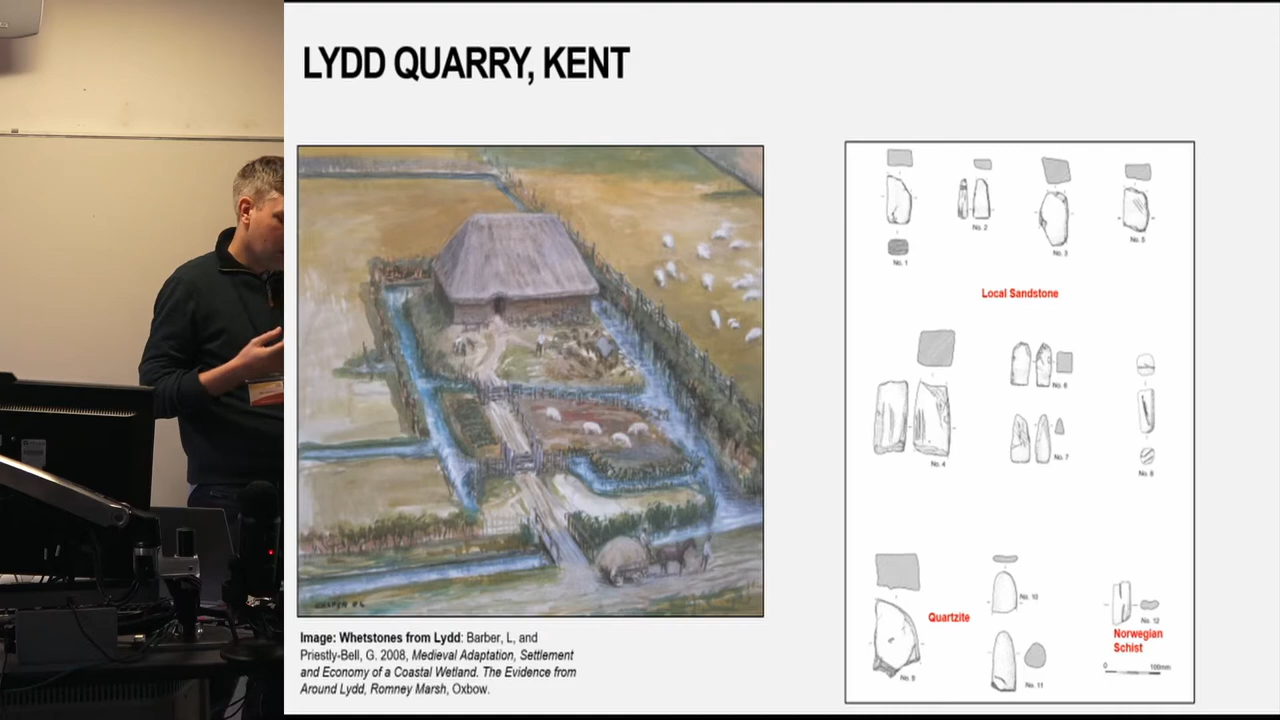 LYDD QUARRY, KENT
No. 1
No. 2
No. 3
No. 5
Local Sandstone
No. 4
No. 6
No. 7
No. 8
Quartzite
No. 9
No. 10
No. 11
No. 12
Norwegian
Schist
0 100mm
Image: Whetstones from Lydd: Barber, L, and
Priestly-Bell, G. 2008, Medieval Adaptation, Settlement
and Economy of a Coastal Wetland. The Evidence from
Around Lydd, Romney Marsh, Oxbow.